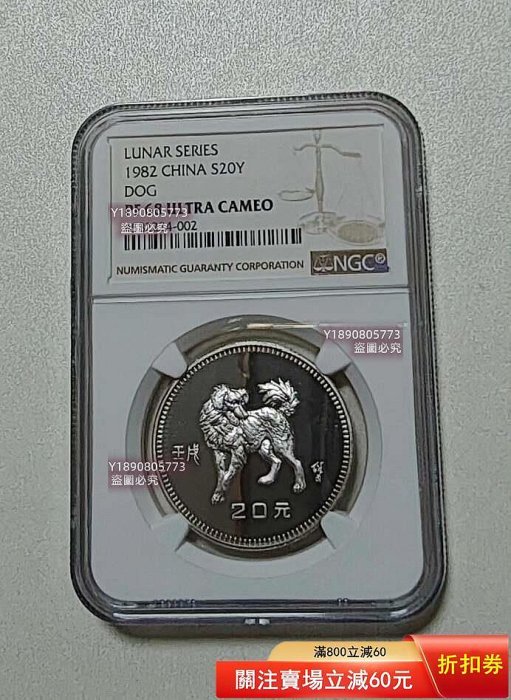 LUNAR SERIES
1982 CHINA S20Y
DOG
PF 68 ULTRA CAMEO
Y1890805773
盜圖必究
4-002
NUMISMATIC GUARANTY CORPORATION
NGC®
Y1890805773
盜圖必究
壬戌
Y1890805773
盜圖必究
20元
滿800立減60
關注賣場立減60元
折扣券